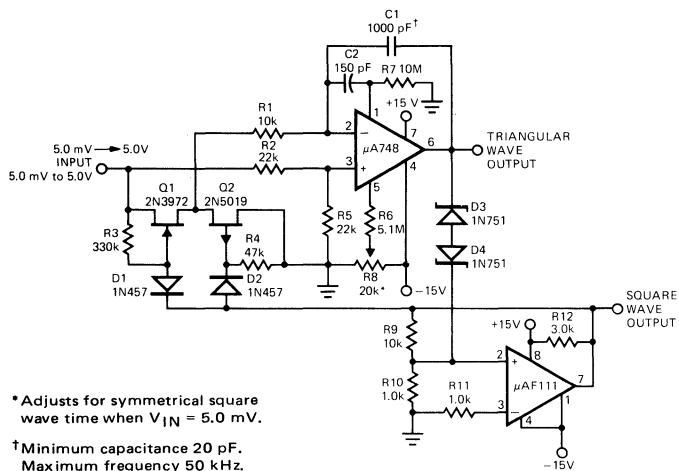 C1
1000 pF†
C2
150 pF
R7 10M
+15 V
R1
10k
1
2
−
7
6
TRIANGULAR
WAVE
OUTPUT
μA748
5.0 mV → 5.0V
INPUT
5.0 mV to 5.0V
R2
22k
3
+
4
5
Q1
2N3972
Q2
2N5019
R3
330k
R4
47k
R5
22k
R6
5.1M
D3
1N751
D4
1N751
D1
1N457
D2
1N457
R8
20k*
−15V
SQUARE
WAVE
OUTPUT
R9
10k
+15V
R12
3.0k
2
+
8
μAF111
7
R10
1.0k
R11
1.0k
3
−
1
4
−15V
*Adjusts for symmetrical square
wave time when VIN = 5.0 mV.
†Minimum capacitance 20 pF.
Maximum frequency 50 kHz.